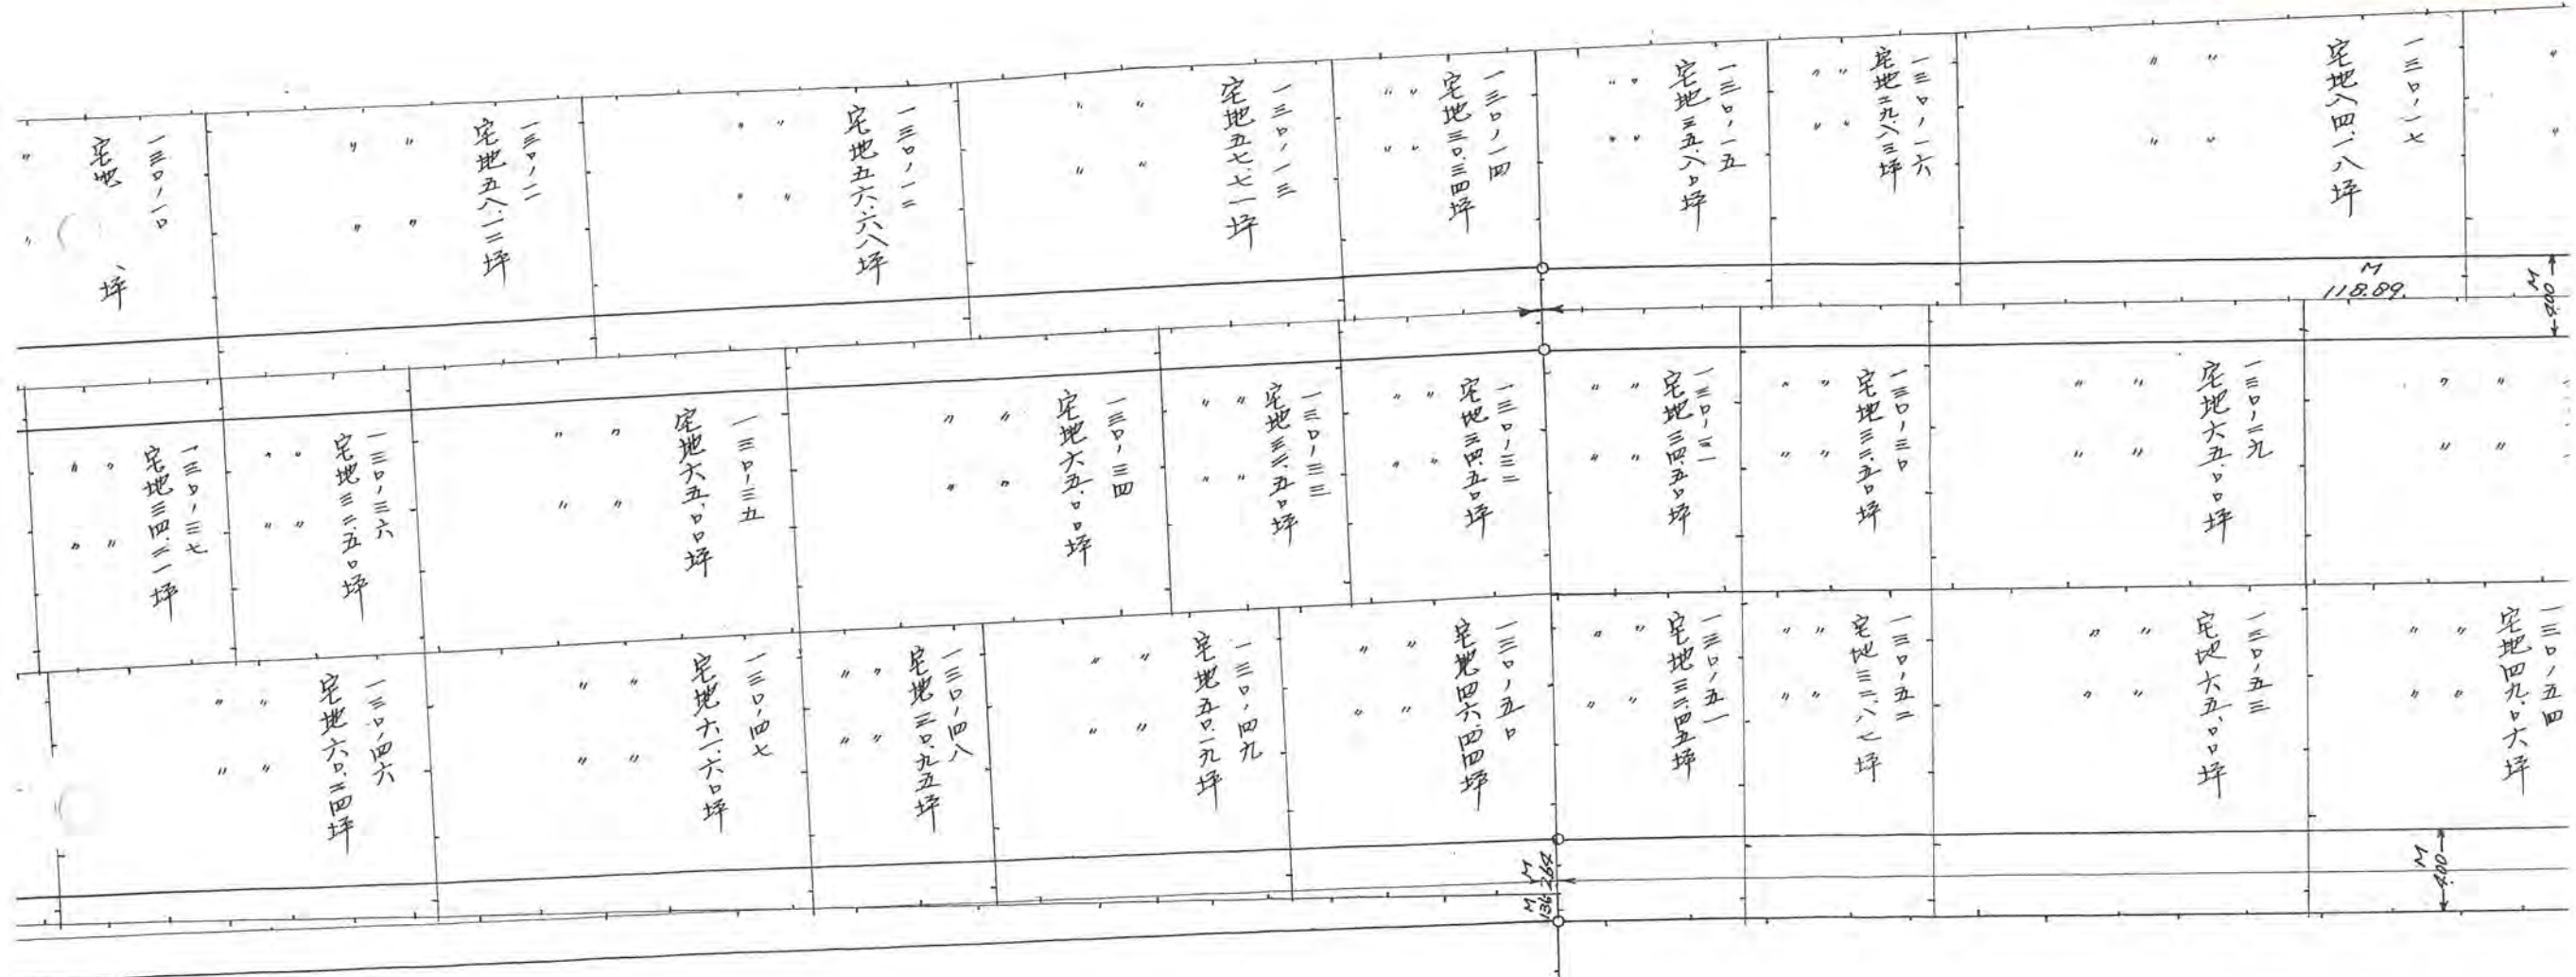 〃 〃
一三〇ノ一七
宅地八四.一八坪
〃 〃
〃 〃
一三〇ノ一六
宅地二九.八三坪
〃 〃
〃 〃
一三〇ノ一五
宅地三五.八〇坪
〃 〃
〃 〃
一三〇ノ一四
宅地三〇.三四坪
〃 〃
〃 〃
一三〇ノ一三
宅地五七.七一坪
〃 〃
〃 〃
一三〇ノ一二
宅地五六.六八坪
〃 〃
〃 〃
一三〇ノ一一
宅地五八.一二坪
〃 〃
〃 〃
一三〇ノ一〇
宅地 、坪
〃 〃
M
4.00
M
118.89.
〃 〃
〃 〃
一三〇ノ二九
宅地六五.〇〇坪
〃 〃
〃 〃
一三〇ノ三〇
宅地三二.五〇坪
〃 〃
〃 〃
一三〇ノ三一
宅地三四.五〇坪
〃 〃
〃 〃
一三〇ノ三二
宅地三四.五〇坪
〃 〃
〃 〃
一三〇ノ三三
宅地三二.五〇坪
〃 〃
〃 〃
一三〇ノ三四
宅地六五.〇〇坪
〃 〃
〃 〃
一三〇ノ三五
宅地六五.〇〇坪
〃 〃
〃 〃
一三〇ノ三六
宅地三二.五〇坪
〃 〃
〃 〃
一三〇ノ三七
宅地三四.二一坪
〃 〃
〃 〃
一三〇ノ五四
宅地四九.〇六坪
〃 〃
〃 〃
一三〇ノ五三
宅地六五.〇〇坪
〃 〃
〃 〃
一三〇ノ五二
宅地三二.八七坪
〃 〃
〃 〃
一三〇ノ五一
宅地三二.四五坪
〃 〃
〃 〃
一三〇ノ五〇
宅地四六.四四坪
〃 〃
〃 〃
一三〇ノ四九
宅地五〇.一九坪
〃 〃
〃 〃
一三〇ノ四八
宅地三〇.九五坪
〃 〃
〃 〃
一三〇ノ四七
宅地六一.六〇坪
〃 〃
〃 〃
一三〇ノ四六
宅地六〇.二四坪
〃 〃
〃 〃
M
4.00
M
2.64
M
1.36